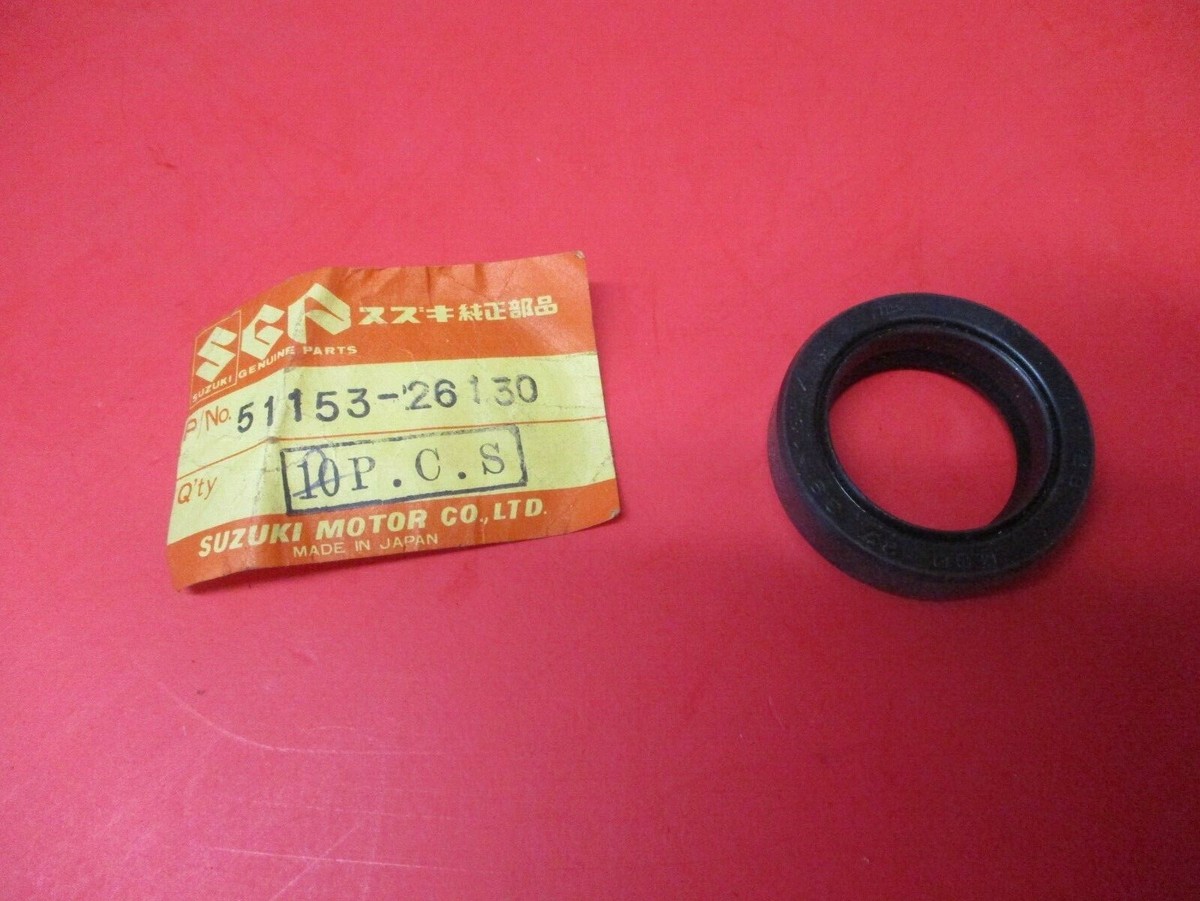 SGP スズキ純正部品
SUZUKI GENUINE PARTS
P/No. 51153-26130
Q'ty 10 P.C.S
SUZUKI MOTOR CO.,LTD.
MADE IN JAPAN